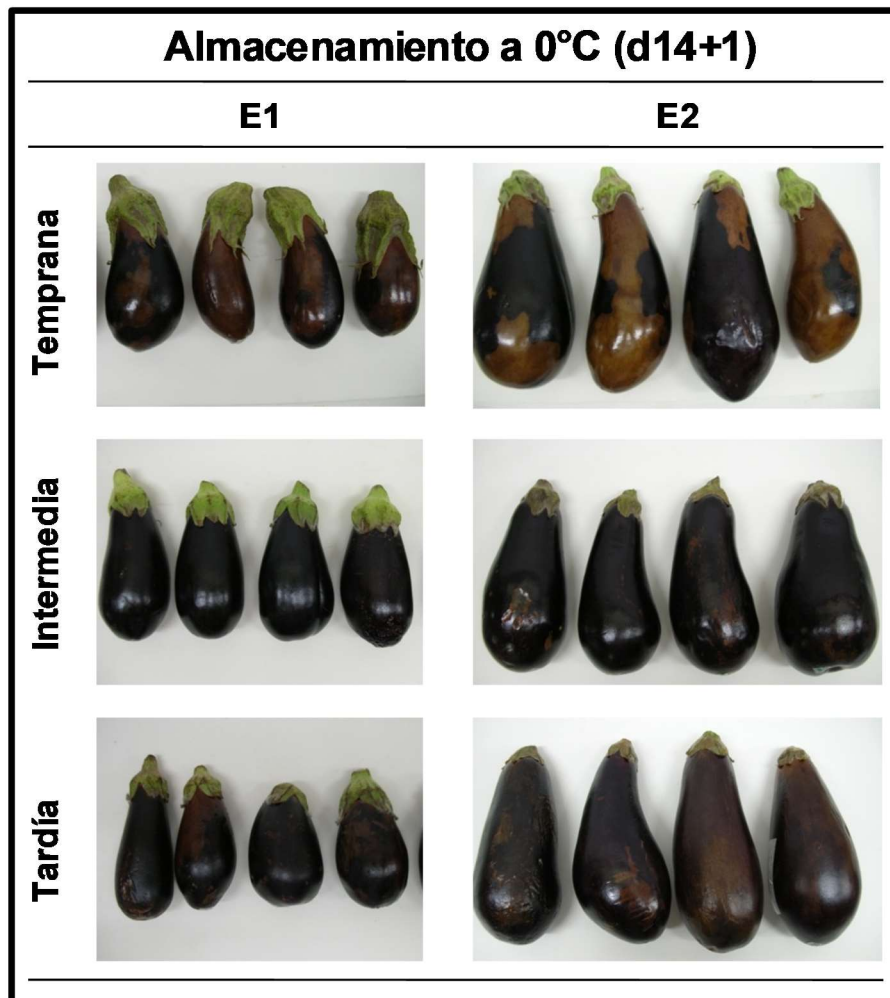 Almacenamiento a 0°C (d14+1)
E1 E2
Temprana
Intermedia
Tardía